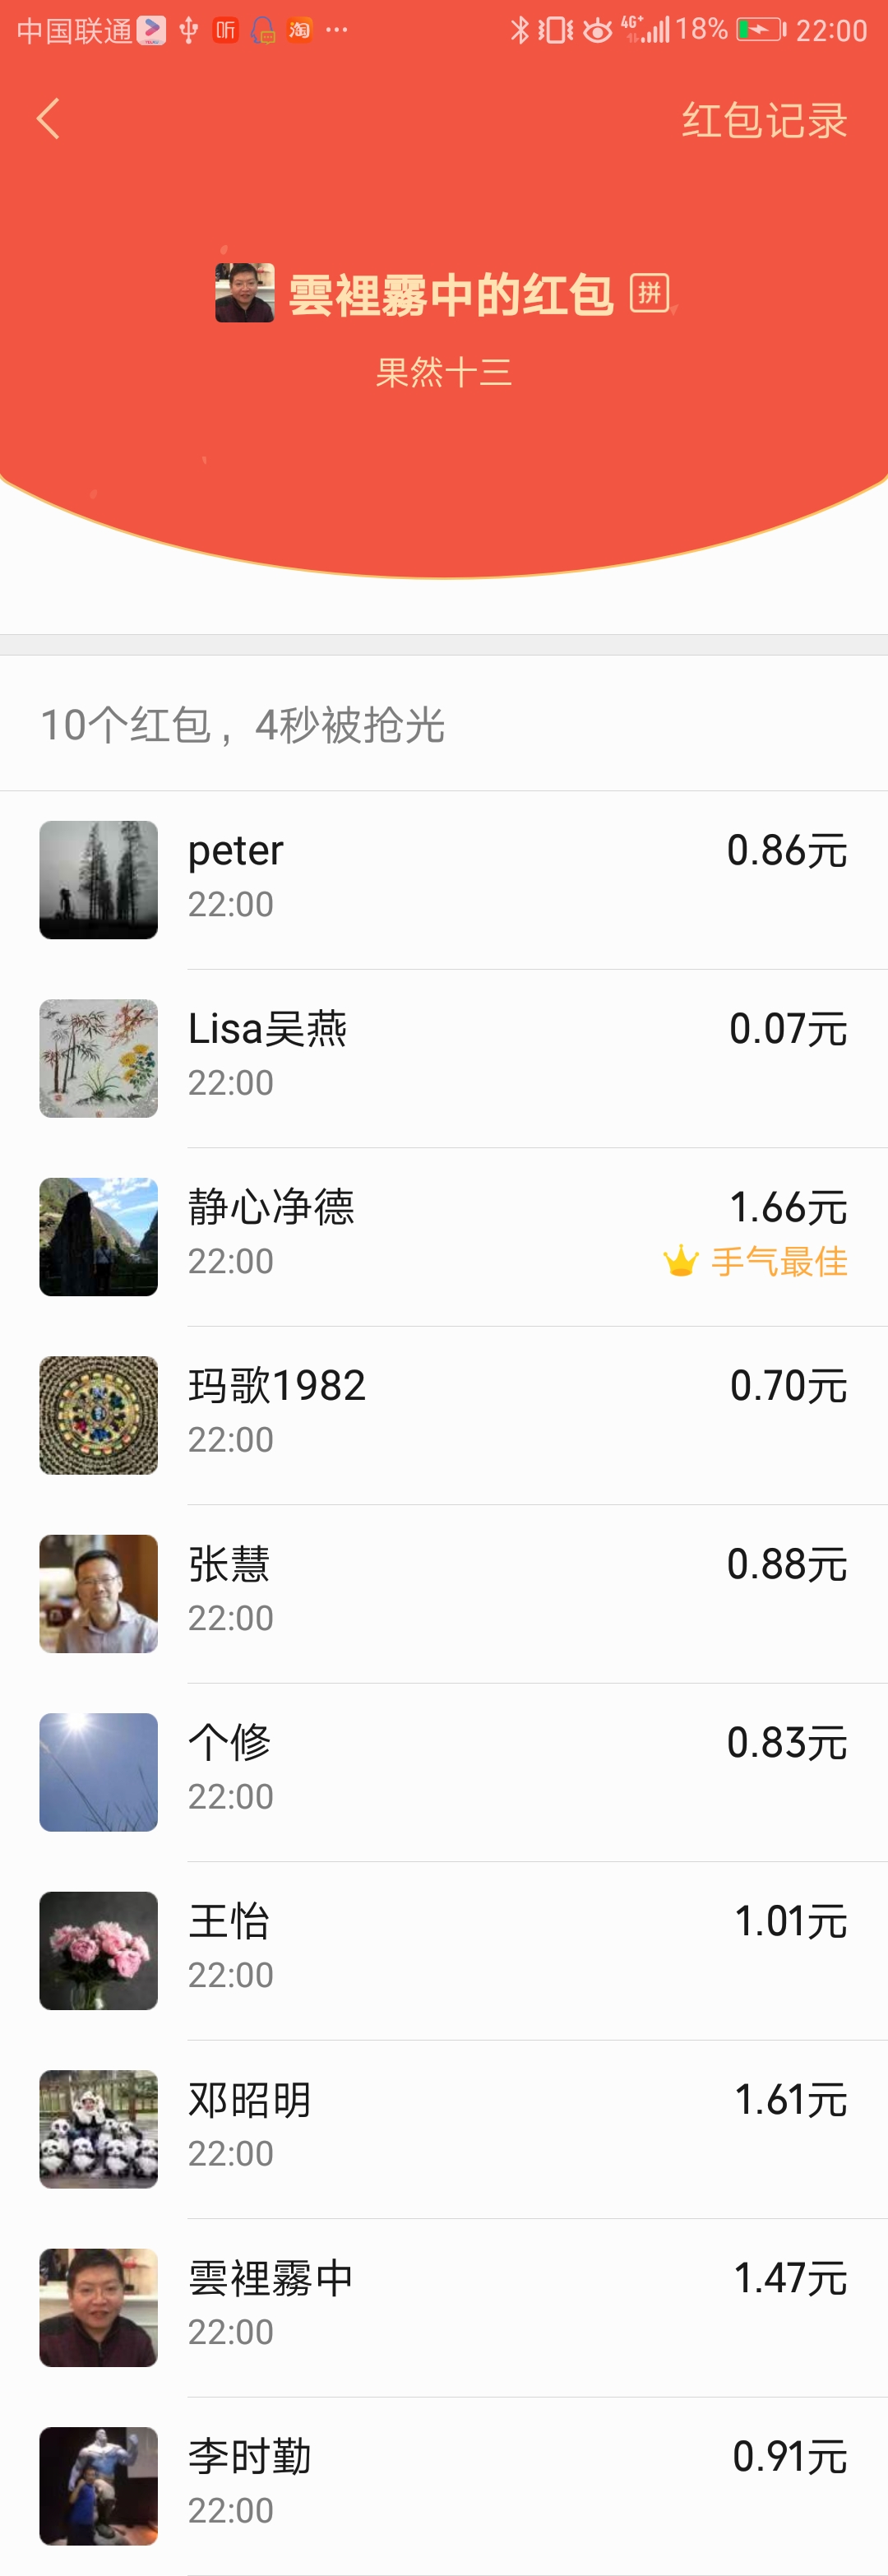 中国联通 听 淘 ... 4G+ 18% 22:00
红包记录
雲裡霧中的红包 拼
果然十三
10个红包，4秒被抢光
peter 0.86元
22:00
Lisa吴燕 0.07元
22:00
静心净德 1.66元
22:00 手气最佳
玛歌1982 0.70元
22:00
张慧 0.88元
22:00
个修 0.83元
22:00
王怡 1.01元
22:00
邓昭明 1.61元
22:00
雲裡霧中 1.47元
22:00
李时勤 0.91元
22:00